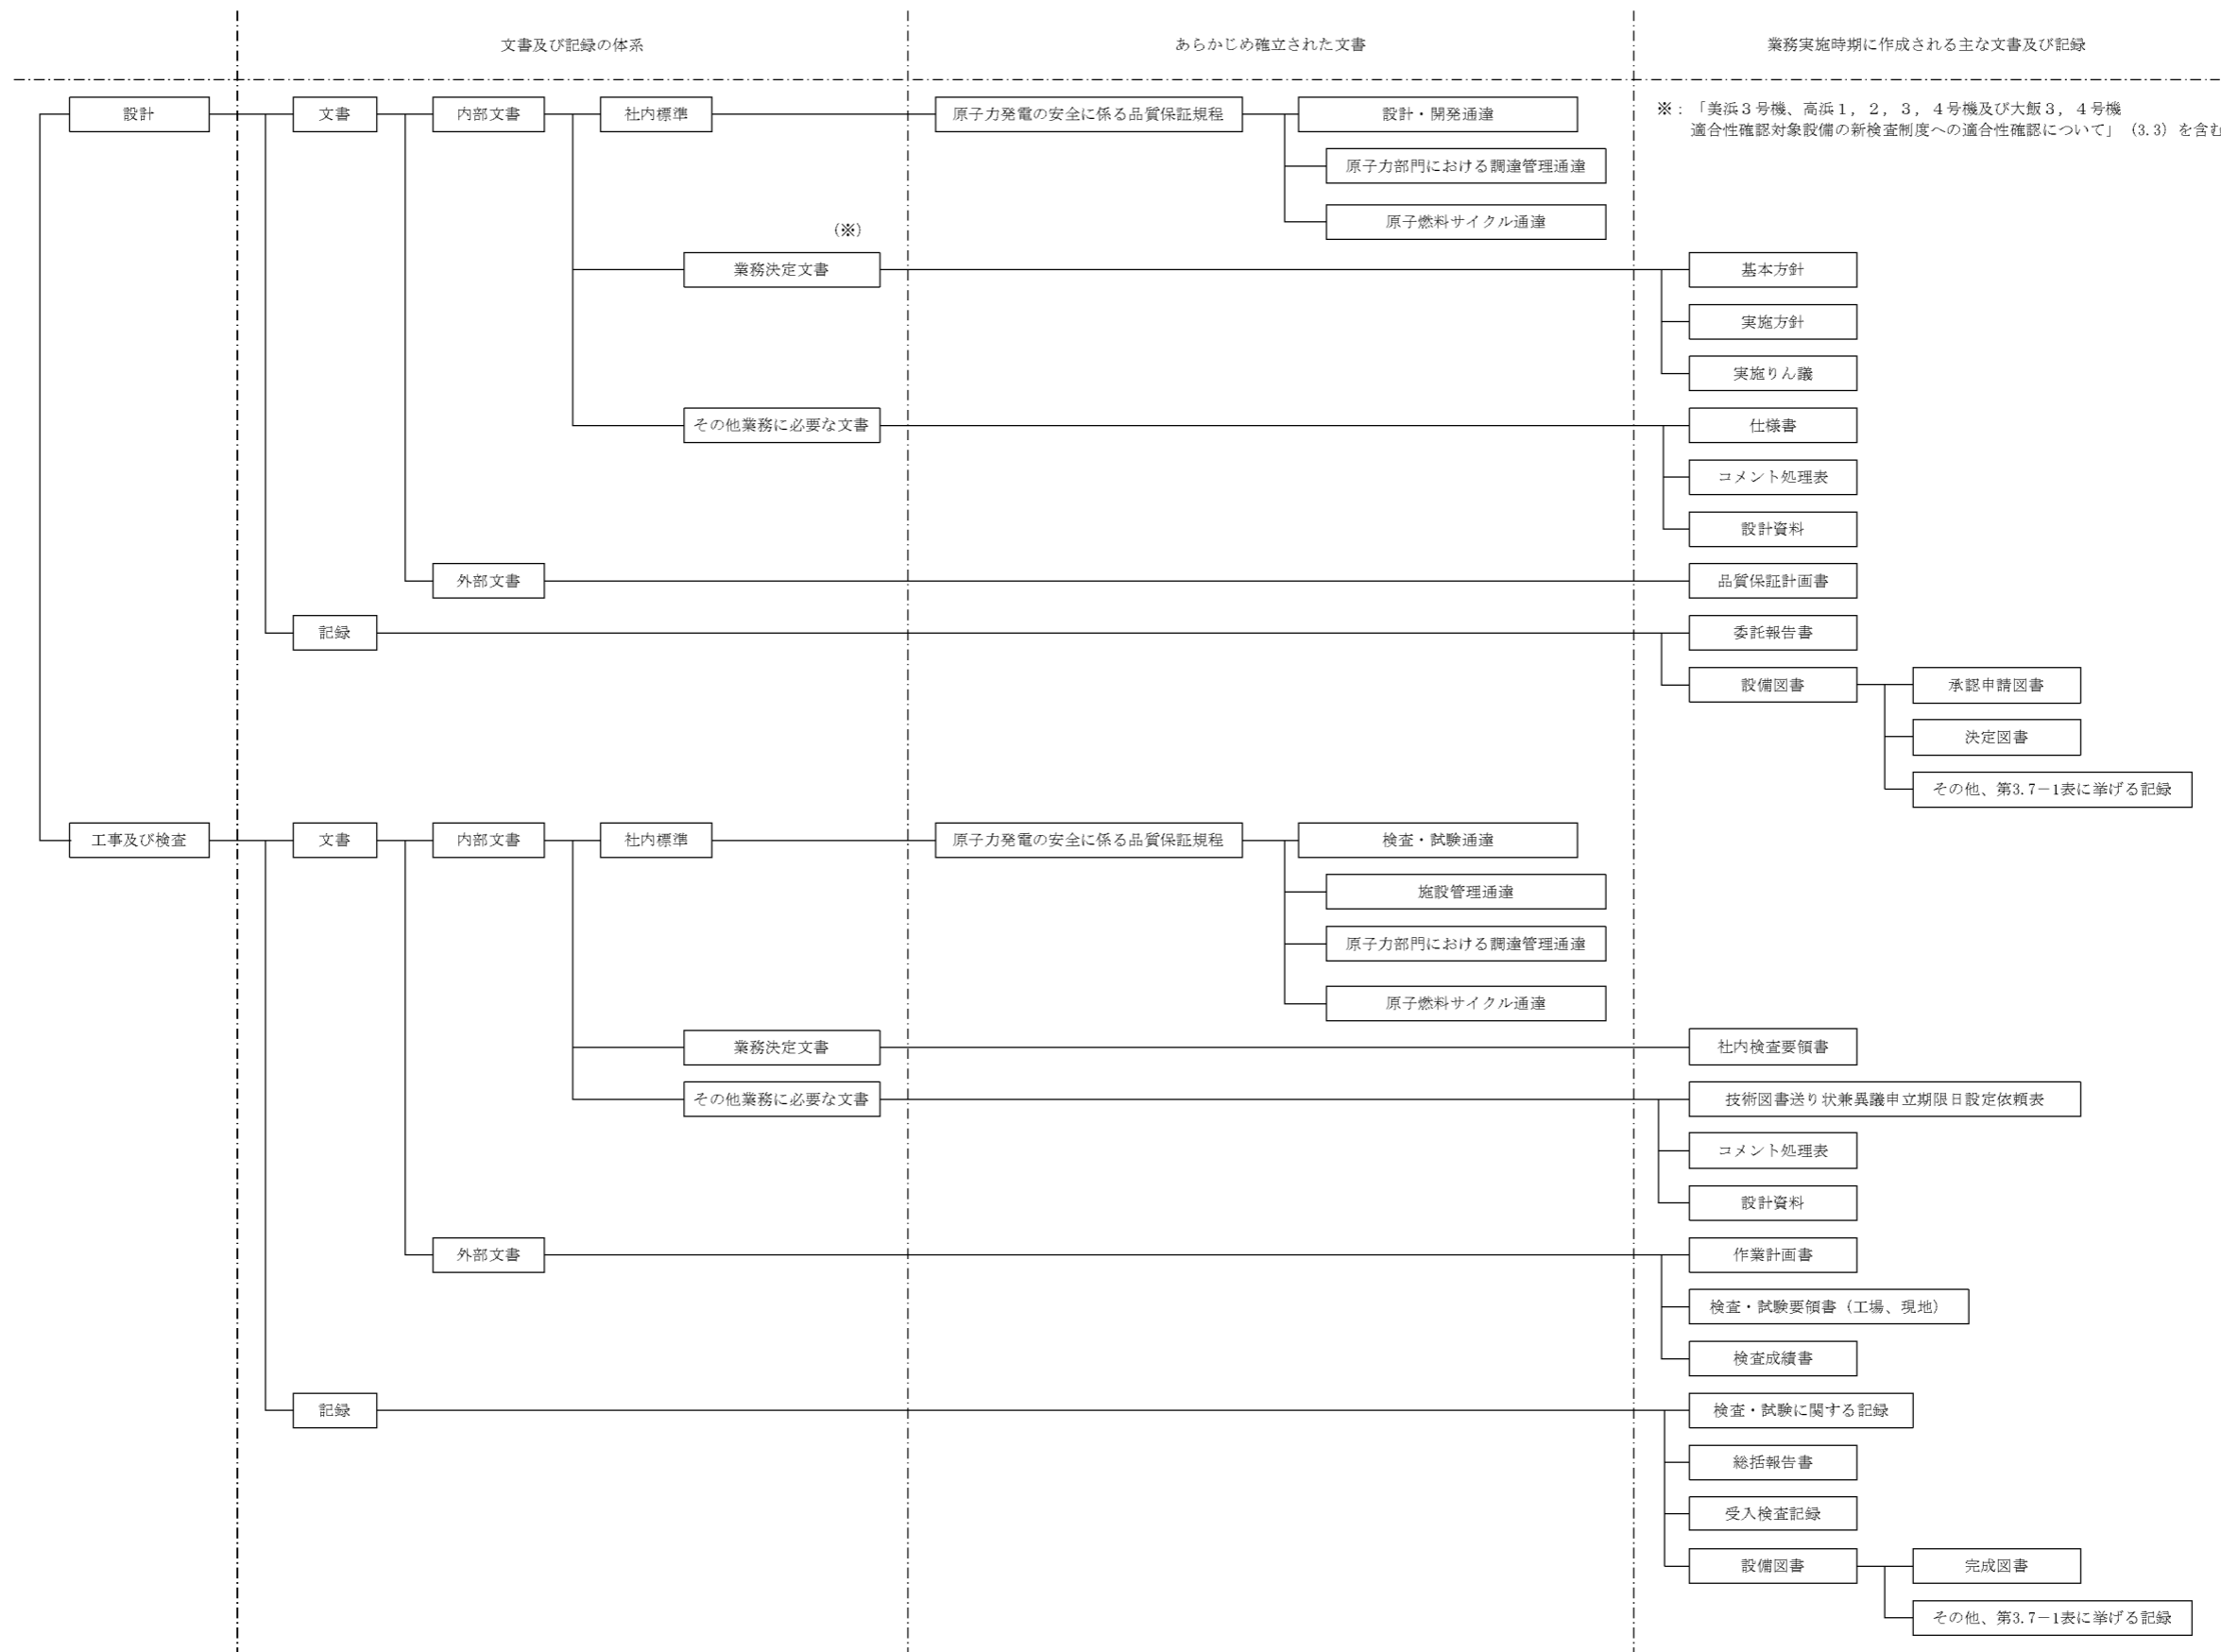 文書及び記録の体系
あらかじめ確立された文書
業務実施時期に作成される主な文書及び記録
設計
文書
内部文書
社内標準
原子力発電の安全に係る品質保証規程
設計・開発通達
※：「美浜３号機、高浜１，２，３，４号機及び大飯３，４号機
適合性確認対象設備の新検査制度への適合性確認について」（3.3）を含む
原子力部門における調達管理通達
原子燃料サイクル通達
（※）
業務決定文書
基本方針
実施方針
実施りん議
その他業務に必要な文書
仕様書
コメント処理表
設計資料
外部文書
品質保証計画書
記録
委託報告書
設備図書
承認申請図書
決定図書
その他、第3.7－1表に挙げる記録
工事及び検査
文書
内部文書
社内標準
原子力発電の安全に係る品質保証規程
検査・試験通達
施設管理通達
原子力部門における調達管理通達
原子燃料サイクル通達
業務決定文書
社内検査要領書
その他業務に必要な文書
技術図書送り状兼異議申立期限日設定依頼表
コメント処理表
設計資料
外部文書
作業計画書
検査・試験要領書（工場、現地）
検査成績書
記録
検査・試験に関する記録
総括報告書
受入検査記録
設備図書
完成図書
その他、第3.7－1表に挙げる記録